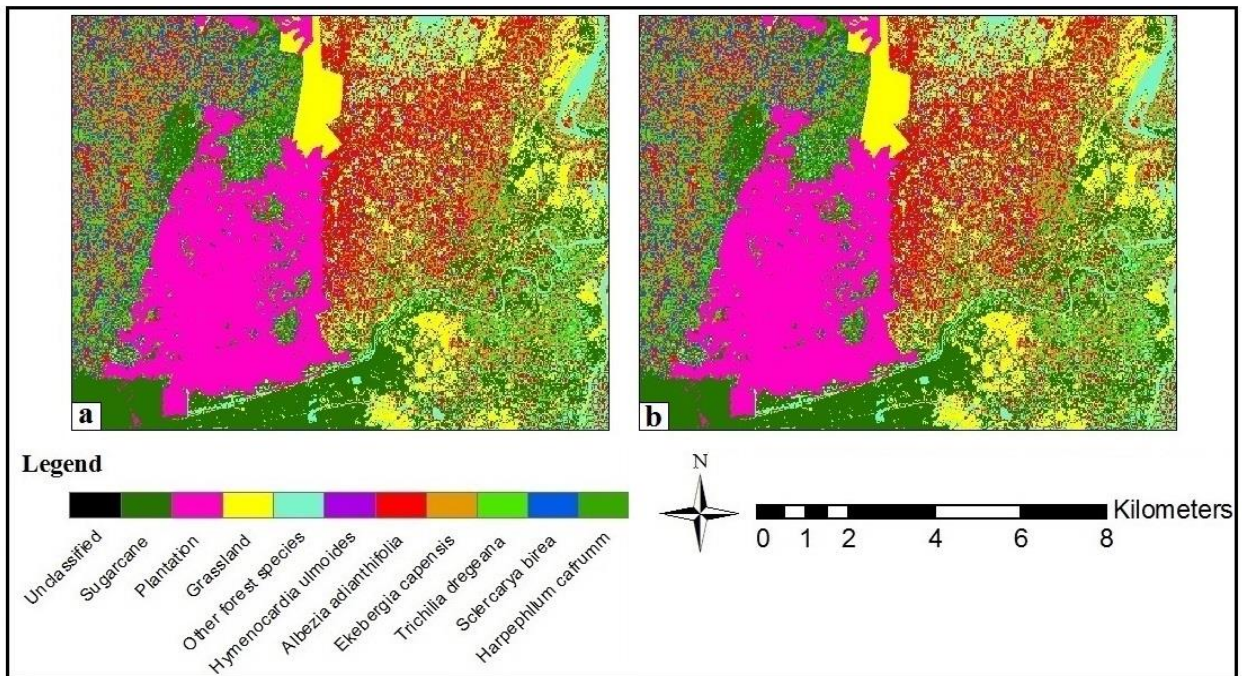 a
b
Legend
Unclassified
Sugarcane
Plantation
Grassland
Other forest species
Hymenocardia ulmoides
Albezia adianthifolia
Ekebergia capensis
Trichilia dregeana
Sclercarya birea
Harpephilum cafrumm
N
Kilometers
0 1 2 4 6 8